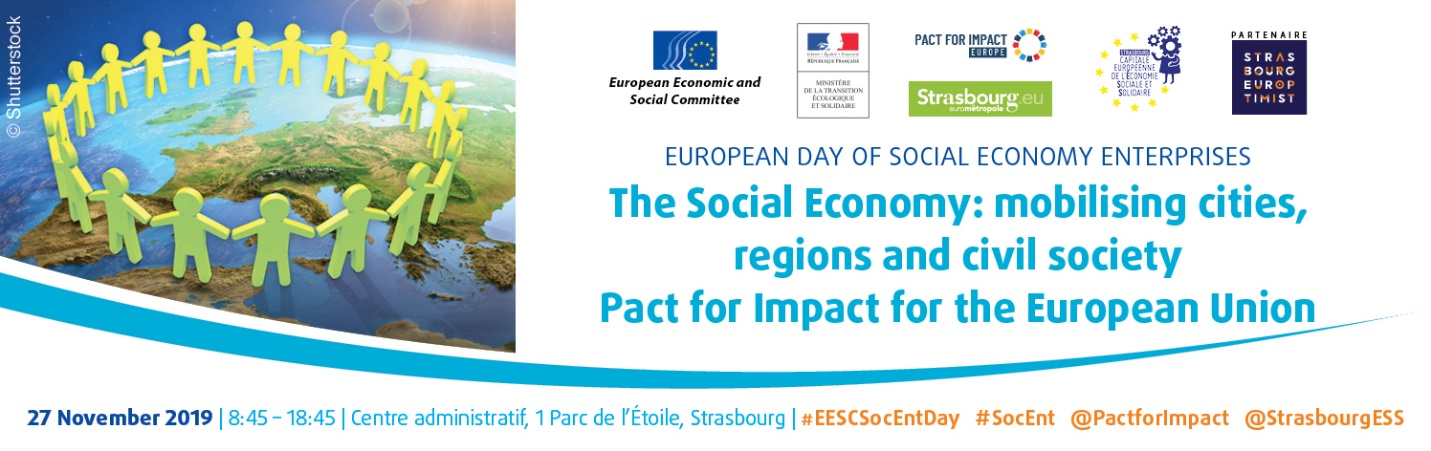 © Shutterstock
European Economic and
Social Committee
RÉPUBLIQUE FRANÇAISE
MINISTÈRE
DE LA TRANSITION
ÉCOLOGIQUE
ET SOLIDAIRE
PACT FOR IMPACT
EUROPE
Strasbourg.eu
eurométropole
STRASBOURG
CAPITALE
EUROPÉENNE
DE L'ÉCONOMIE
SOCIALE ET
SOLIDAIRE
PARTENAIRE
STRAS
BOURG
EUROP
TIMIST
EUROPEAN DAY OF SOCIAL ECONOMY ENTERPRISES
The Social Economy: mobilising cities,
regions and civil society
Pact for Impact for the European Union
27 November 2019 | 8:45 – 18:45 | Centre administratif, 1 Parc de l'Étoile, Strasbourg | #EESCSocEntDay #SocEnt @PactforImpact @StrasbourgESS